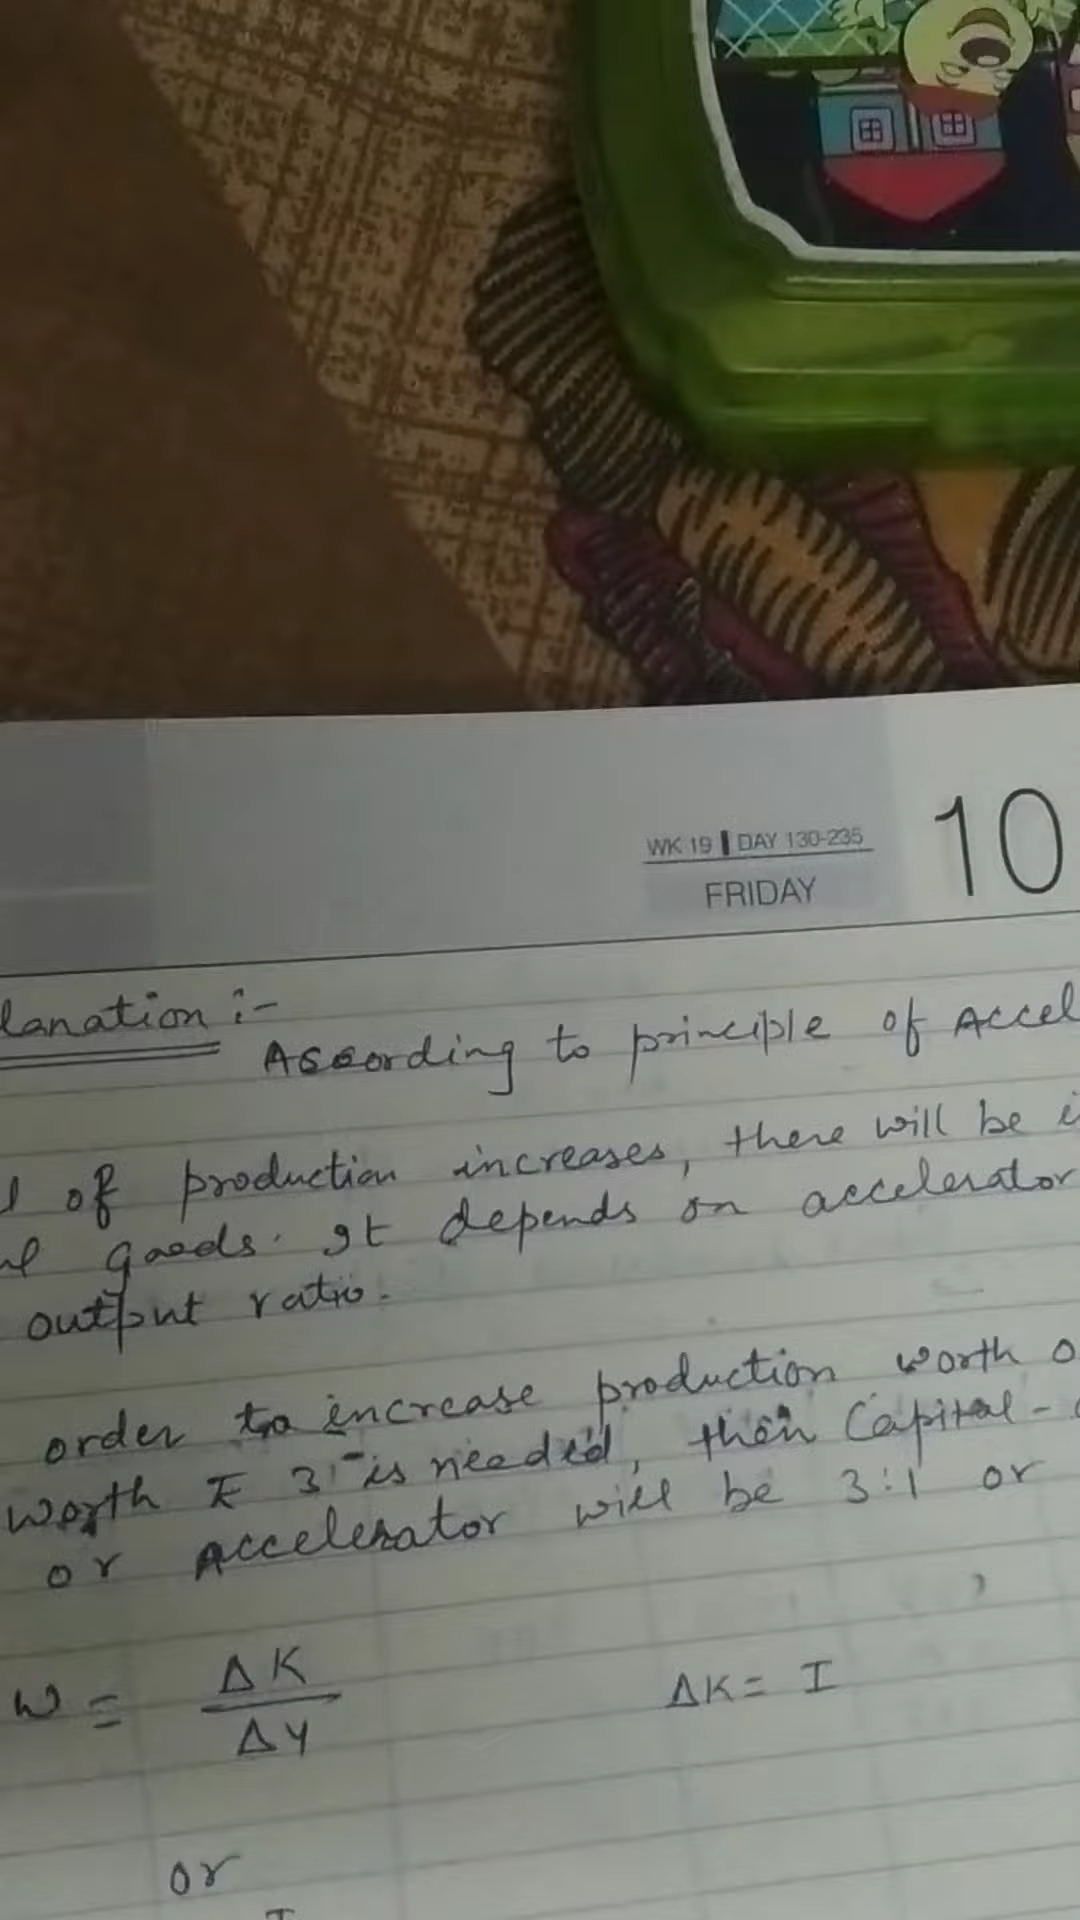 WK 19 | DAY 130-235
FRIDAY
10
lanation :-
According to principle of Accel
of production increases, there will be
goods. It depends on accelerator
output ratio.
order to increase production worth
worth ₹ 3 is needed, then Capital -
or Accelerator will be 3:1 or
w = ΔK / ΔY
ΔK = I
or
I